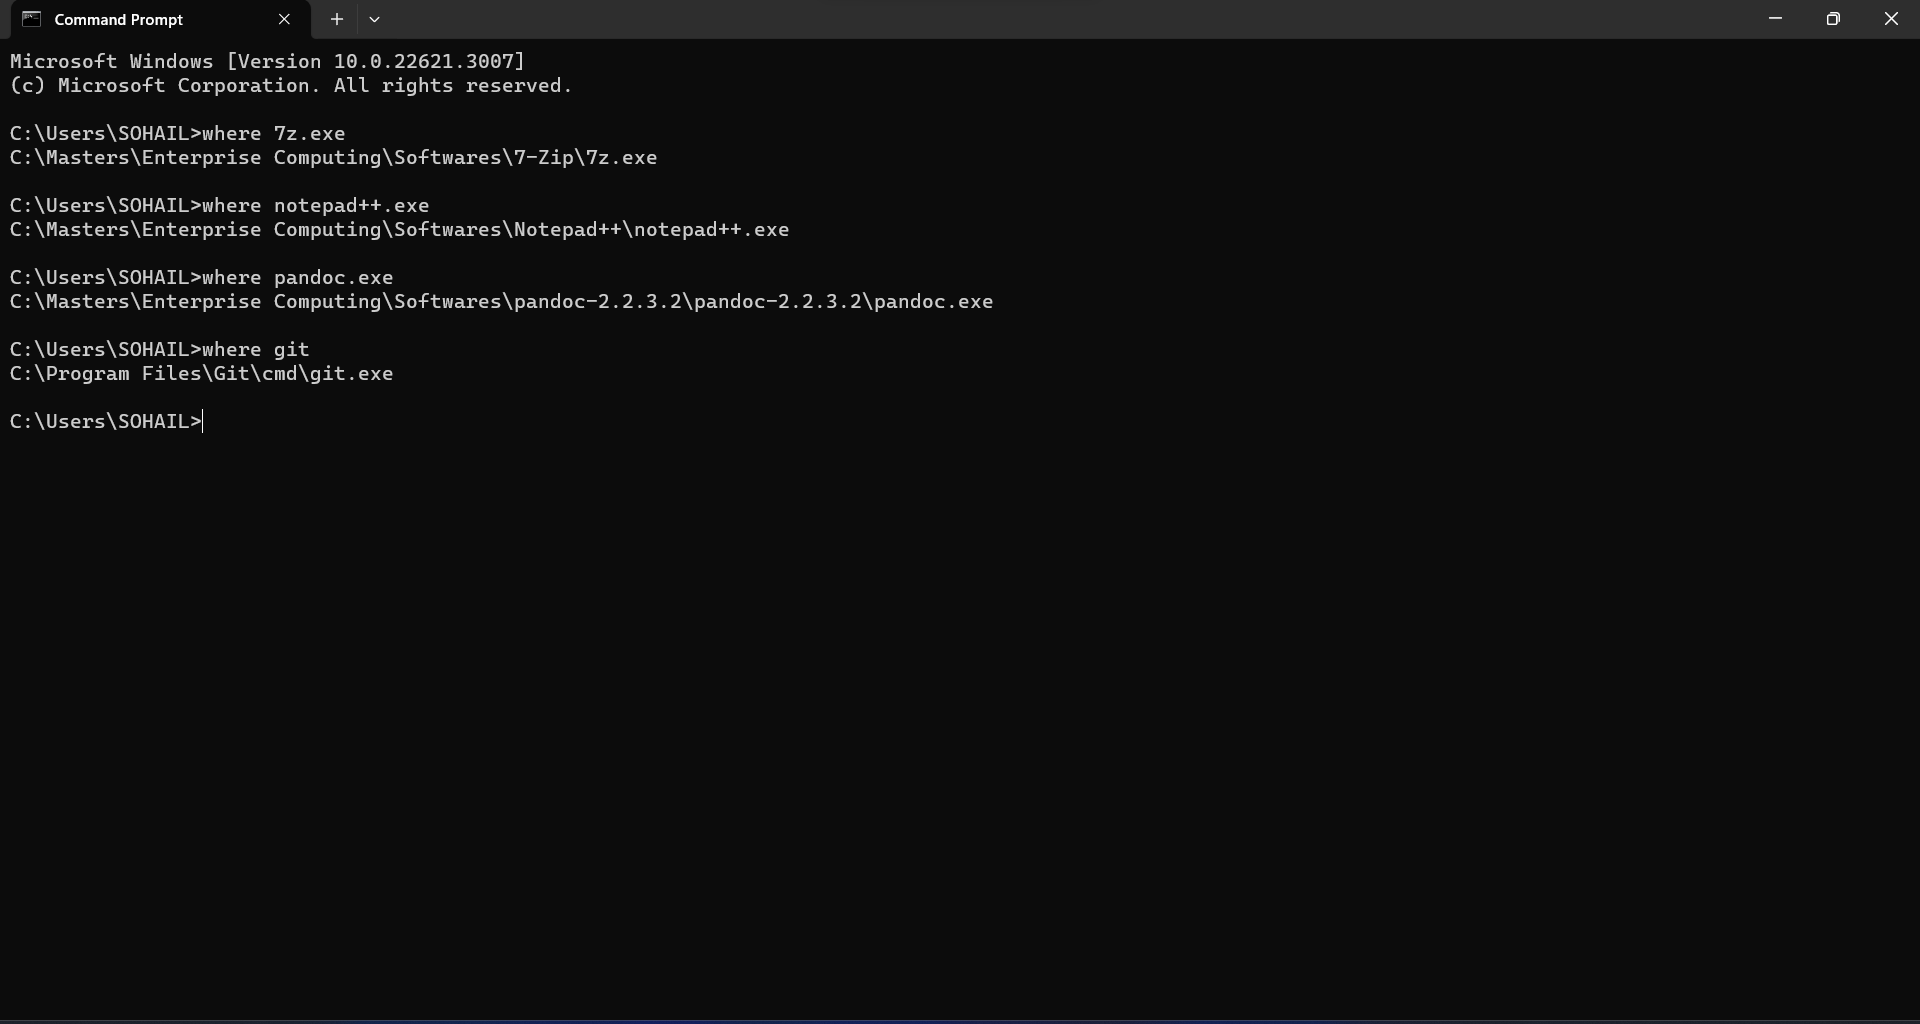 Command Prompt
Microsoft Windows [Version 10.0.22621.3007]
(c) Microsoft Corporation. All rights reserved.
C:\Users\SOHAIL>where 7z.exe
C:\Masters\Enterprise Computing\Softwares\7-Zip\7z.exe
C:\Users\SOHAIL>where notepad++.exe
C:\Masters\Enterprise Computing\Softwares\Notepad++\notepad++.exe
C:\Users\SOHAIL>where pandoc.exe
C:\Masters\Enterprise Computing\Softwares\pandoc-2.2.3.2\pandoc-2.2.3.2\pandoc.exe
C:\Users\SOHAIL>where git
C:\Program Files\Git\cmd\git.exe
C:\Users\SOHAIL>